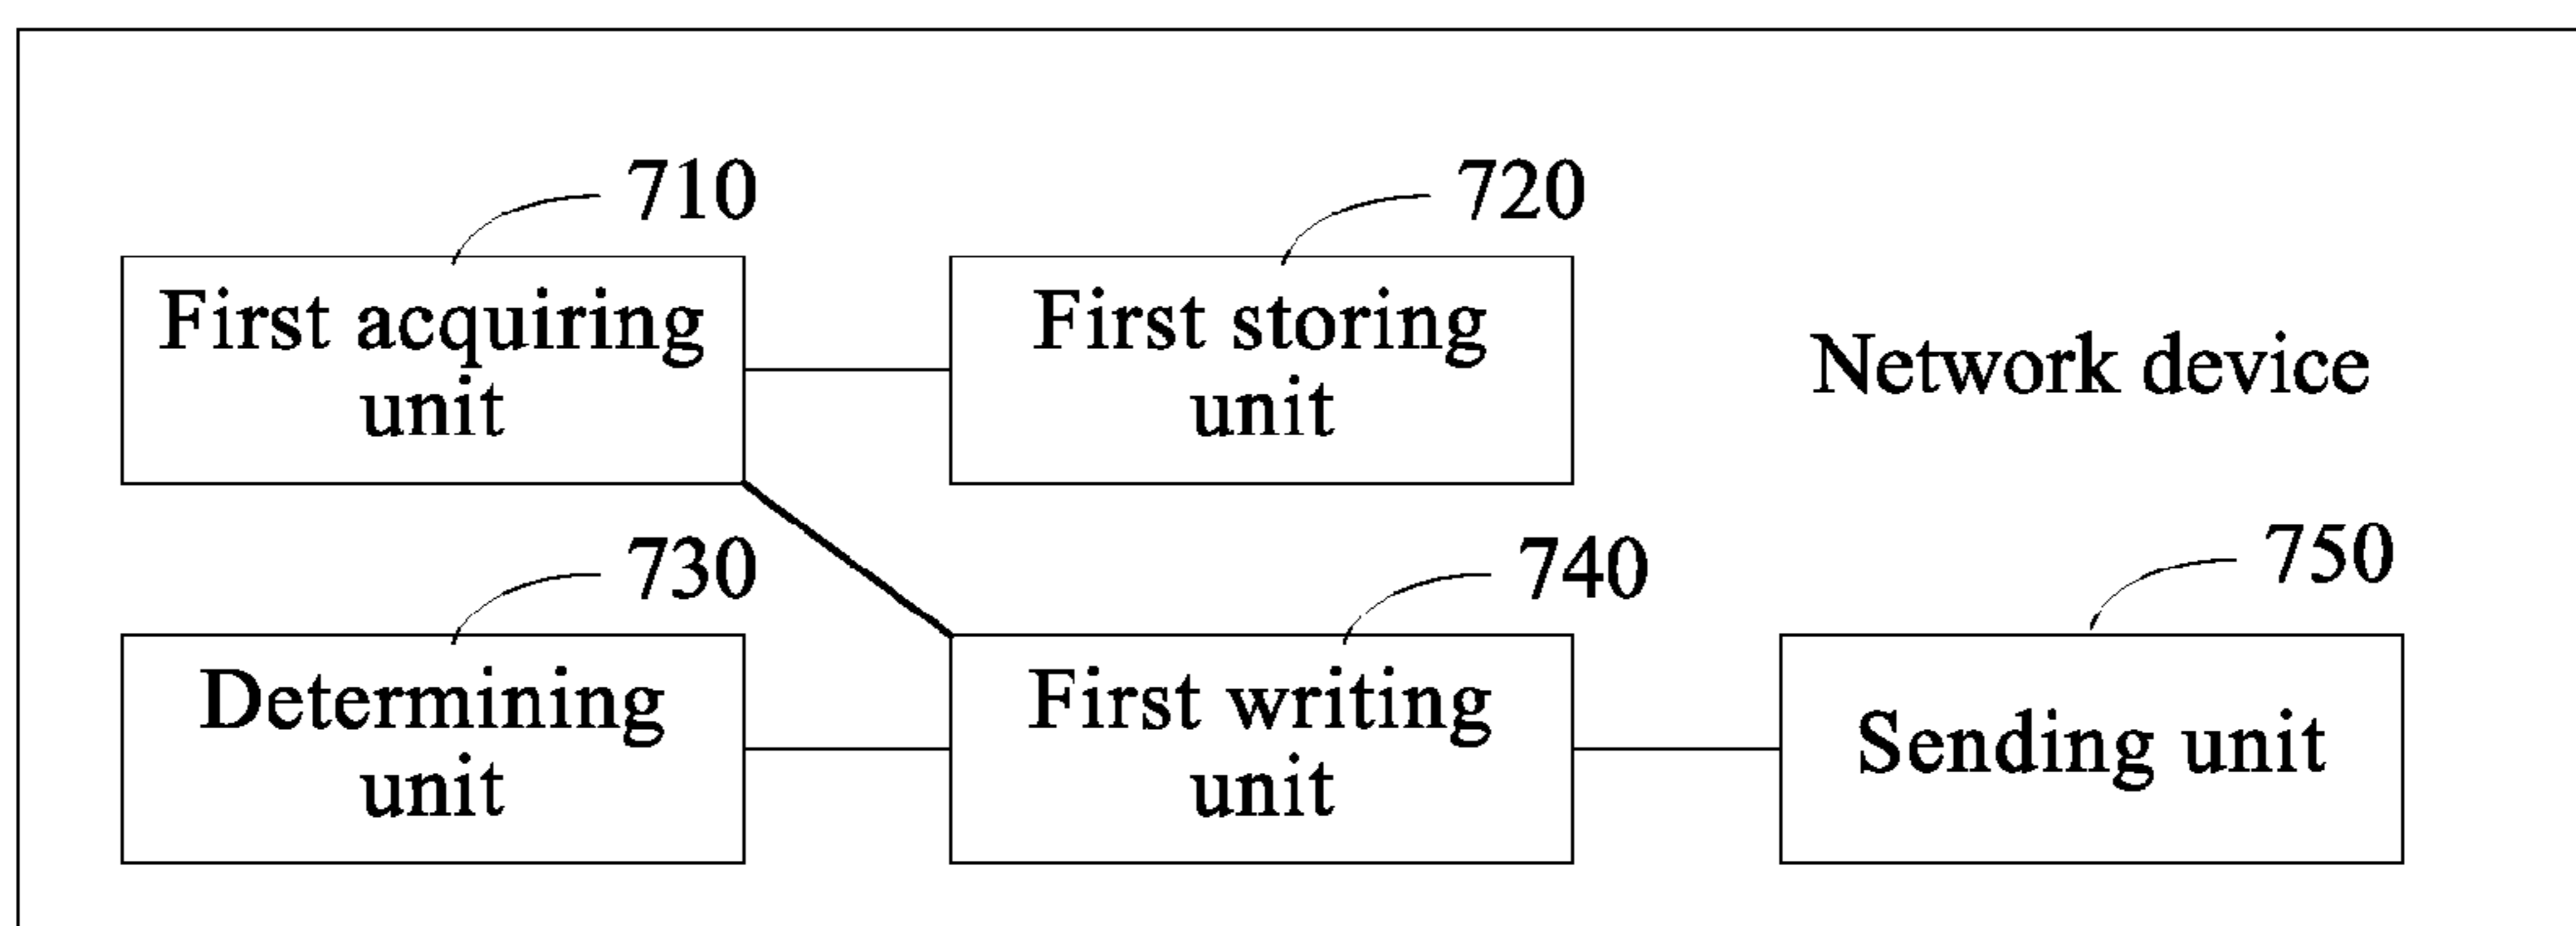 710
720
First acquiring
unit
First storing
unit
Network device
730
740
750
Determining
unit
First writing
unit
Sending unit